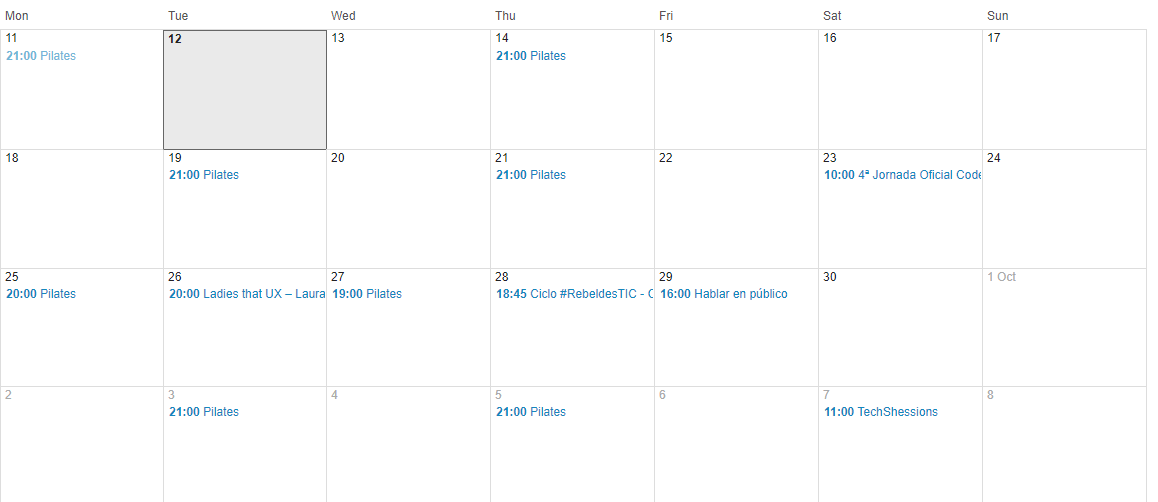 Mon Tue Wed Thu Fri Sat Sun
11 12 13 14 15 16 17
21:00 Pilates 21:00 Pilates
18 19 20 21 22 23 24
21:00 Pilates 21:00 Pilates 10:00 4ª Jornada Oficial Code
25 26 27 28 29 30 1 Oct
20:00 Pilates 20:00 Ladies that UX – Laura 19:00 Pilates 18:45 Ciclo #RebeldesTIC - 16:00 Hablar en público
2 3 4 5 6 7 8
21:00 Pilates 21:00 Pilates 11:00 TechShessions